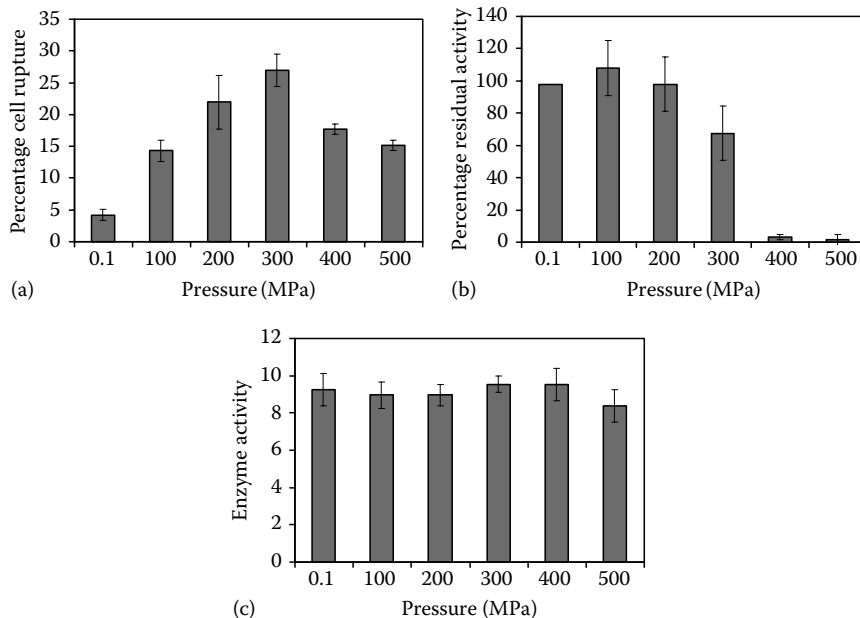 Percentage cell rupture
35
30
25
20
15
10
5
0
0.1 100 200 300 400 500
(a) Pressure (MPa)
Percentage residual activity
140
120
100
80
60
40
20
0
0.1 100 200 300 400 500
(b) Pressure (MPa)
Enzyme activity
12
10
8
6
4
2
0
0.1 100 200 300 400 500
(c) Pressure (MPa)